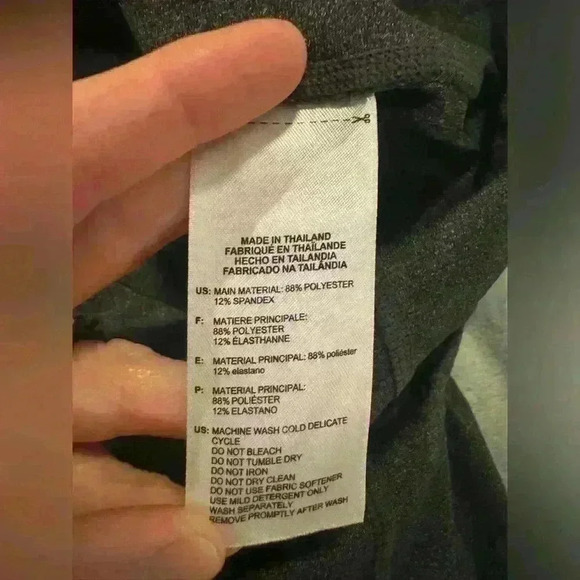 MADE IN THAILAND
FABRIQUÉ EN THAÏLANDE
HECHO EN TAILANDIA
FABRICADO NA TAILÂNDIA
US: MAIN MATERIAL: 88% POLYESTER
12% SPANDEX
F: MATIERE PRINCIPALE:
88% POLYESTER
12% ÉLASTHANNE
E: MATERIAL PRINCIPAL: 88% poliéster
12% elastano
P: MATERIAL PRINCIPAL:
88% POLIÉSTER
12% ELASTANO
US: MACHINE WASH COLD DELICATE
CYCLE
DO NOT BLEACH
DO NOT TUMBLE DRY
DO NOT IRON
DO NOT DRY CLEAN
DO NOT USE FABRIC SOFTENER
USE MILD DETERGENT ONLY
WASH SEPARATELY
REMOVE PROMPTLY AFTER WASH